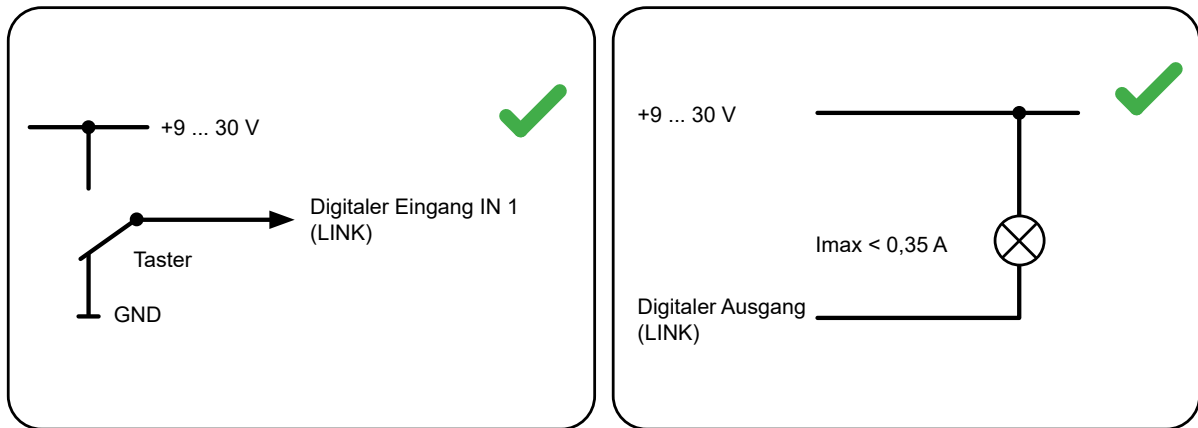 +9 ... 30 V
Digitaler Eingang IN 1
(LINK)
Taster
GND
+9 ... 30 V
Imax < 0,35 A
Digitaler Ausgang
(LINK)